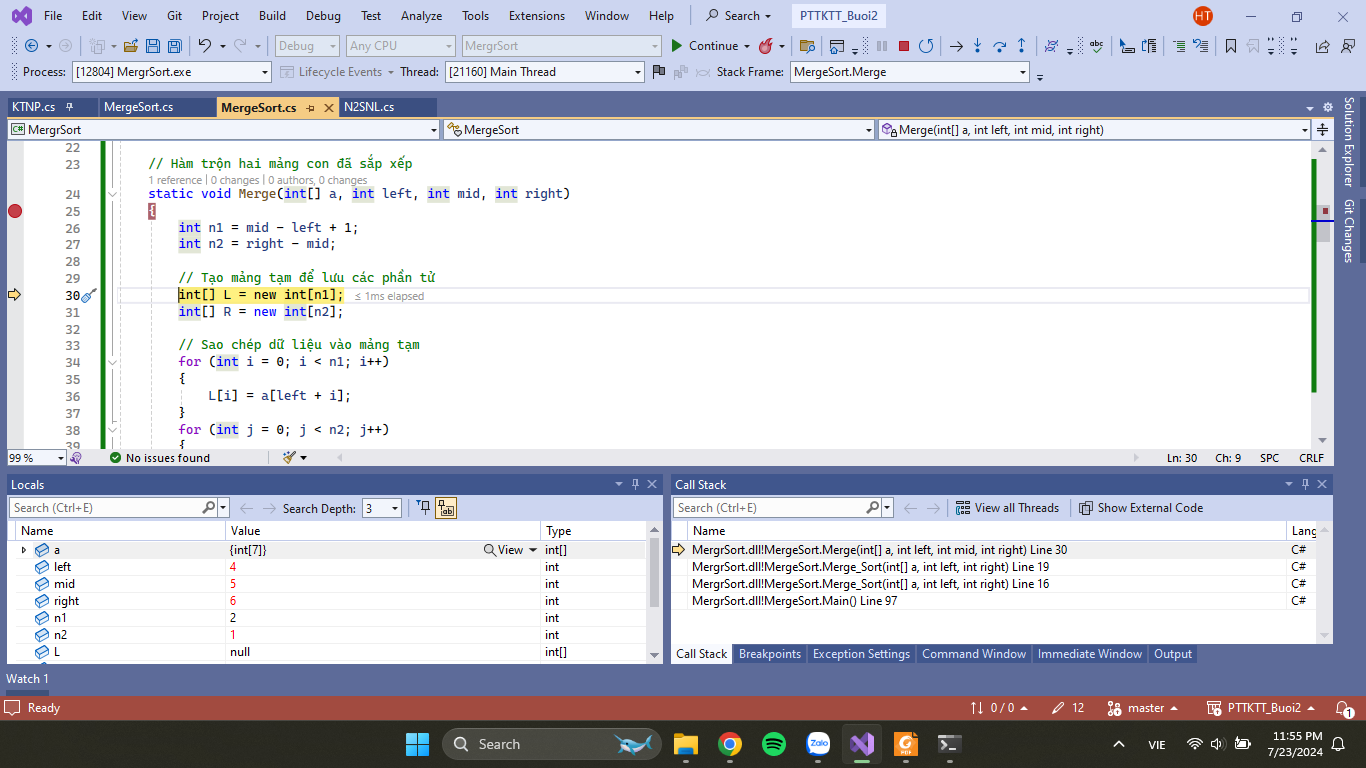 File Edit View Git Project Build Debug Test Analyze Tools Extensions Window Help Search PTTKTT_Buoi2 HT
Debug Any CPU MergrSort Continue
Process: [12804] MergrSort.exe Lifecycle Events Thread: [21160] Main Thread Stack Frame: MergeSort.Merge
KTNP.cs MergeSort.cs MergeSort.cs N2SNL.cs
MergrSort MergeSort Merge(int[] a, int left, int mid, int right)
Solution Explorer
Git Changes
22
23 // Hàm trộn hai mảng con đã sắp xếp
1 reference | 0 changes | 0 authors, 0 changes
24 static void Merge(int[] a, int left, int mid, int right)
25 {
26 int n1 = mid - left + 1;
27 int n2 = right - mid;
28
29 // Tạo mảng tạm để lưu các phần tử
30 int[] L = new int[n1]; ≤ 1ms elapsed
31 int[] R = new int[n2];
32
33 // Sao chép dữ liệu vào mảng tạm
34 for (int i = 0; i < n1; i++)
35 {
36 L[i] = a[left + i];
37 }
38 for (int j = 0; j < n2; j++)
39 {
99 % No issues found Ln: 30 Ch: 9 SPC CRLF
Locals
Search (Ctrl+E) Search Depth: 3
Name Value Type
a {int[7]} View int[]
left 4 int
mid 5 int
right 6 int
n1 2 int
n2 1 int
L null int[]
Watch 1
Call Stack
Search (Ctrl+E) View all Threads Show External Code
Name Lang
MergrSort.dll!MergeSort.Merge(int[] a, int left, int mid, int right) Line 30 C#
MergrSort.dll!MergeSort.Merge_Sort(int[] a, int left, int right) Line 19 C#
MergrSort.dll!MergeSort.Merge_Sort(int[] a, int left, int right) Line 16 C#
MergrSort.dll!MergeSort.Main() Line 97 C#
Call Stack Breakpoints Exception Settings Command Window Immediate Window Output
Ready 0 / 0 12 master PTTKTT_Buoi2 1
Search Zalo VIE 11:55 PM
7/23/2024